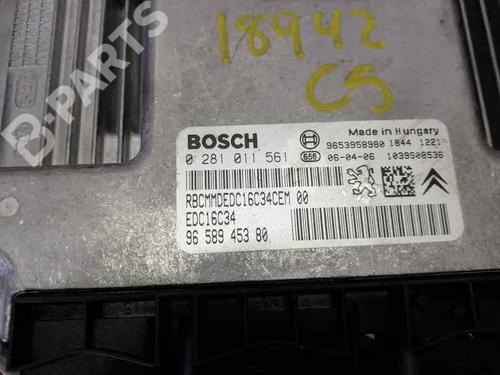 B-PARTS
18942
C5
BOSCH
Made in Hungary
0 281 011 561
656
9653958980 1844 1221
06-04-06 1039S08536
RBCMMDEDC16C34CEM 00
EDC16C34
96 589 453 80